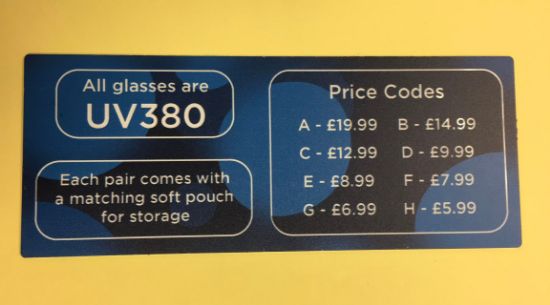 All glasses are
UV380
Each pair comes with
a matching soft pouch
for storage
Price Codes
A - £19.99 B - £14.99
C - £12.99 D - £9.99
E - £8.99 F - £7.99
G - £6.99 H - £5.99